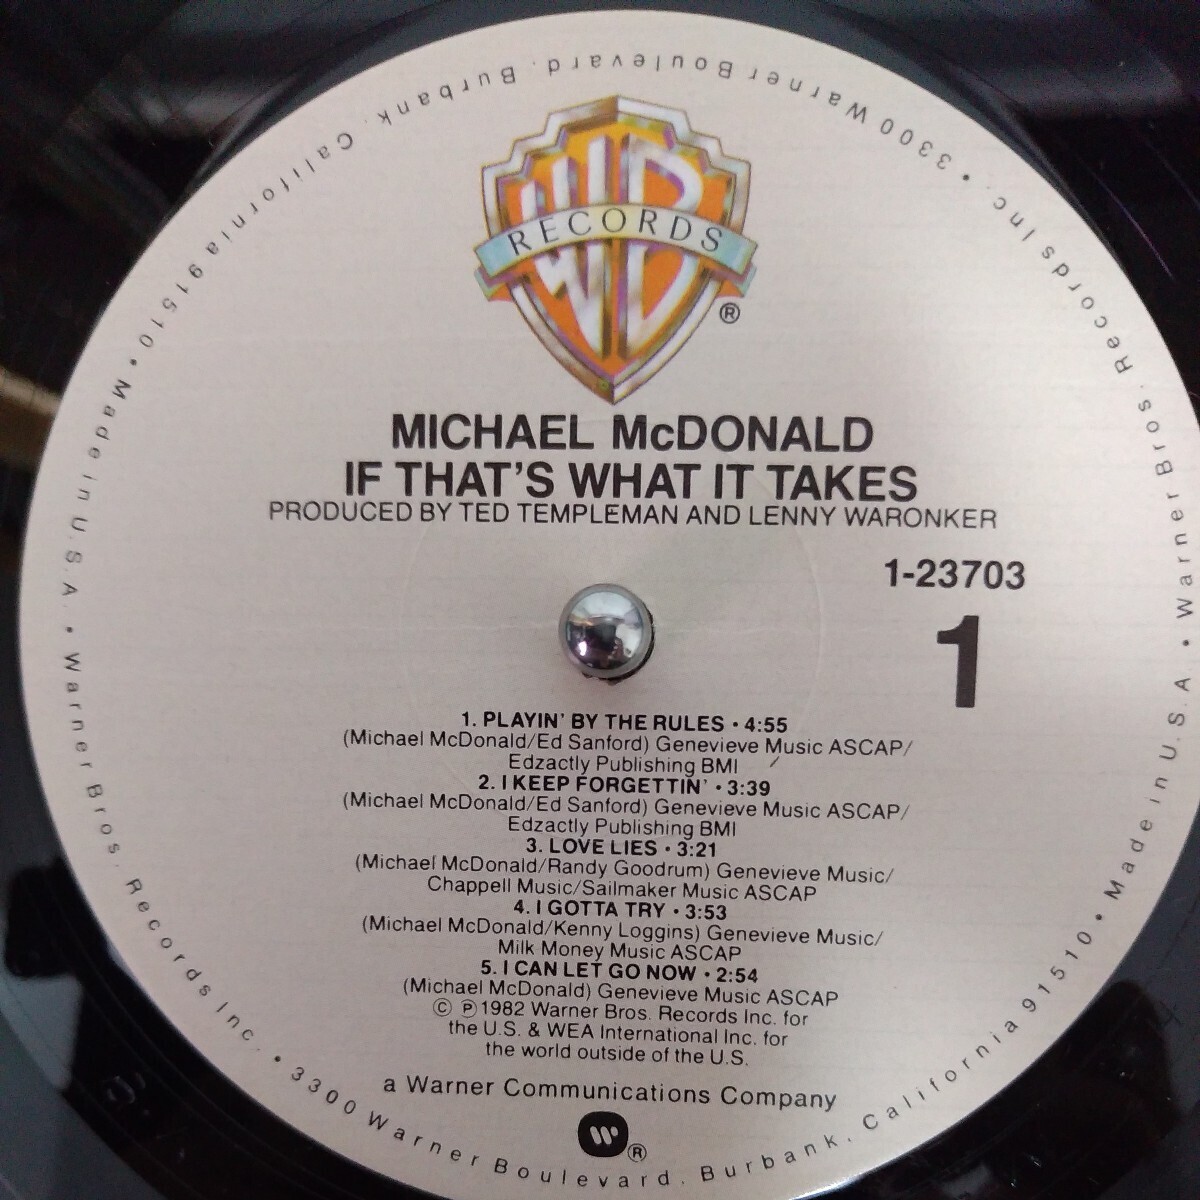 WB
RECORDS
®
MICHAEL McDONALD
IF THAT'S WHAT IT TAKES
PRODUCED BY TED TEMPLEMAN AND LENNY WARONKER
1-23703
1
1. PLAYIN' BY THE RULES • 4:55
(Michael McDonald/Ed Sanford) Genevieve Music ASCAP/
Edzactly Publishing BMI
2. I KEEP FORGETTIN' • 3:39
(Michael McDonald/Ed Sanford) Genevieve Music ASCAP/
Edzactly Publishing BMI
3. LOVE LIES • 3:21
(Michael McDonald/Randy Goodrum) Genevieve Music/
Chappell Music/Sailmaker Music ASCAP
4. I GOTTA TRY • 3:53
(Michael McDonald/Kenny Loggins) Genevieve Music/
Milk Money Music ASCAP
5. I CAN LET GO NOW • 2:54
(Michael McDonald) Genevieve Music ASCAP
© ℗ 1982 Warner Bros. Records Inc. for
the U.S. & WEA International Inc. for
the world outside of the U.S.
a Warner Communications Company
W ®
Made in U.S.A. • Warner Bros. Records Inc. • 3300 Warner Boulevard. Burbank. California 91510 • Made in U.S.A. • Warner Bros. Records Inc. • 3300 Warner Boulevard. Burbank. California 91510 •